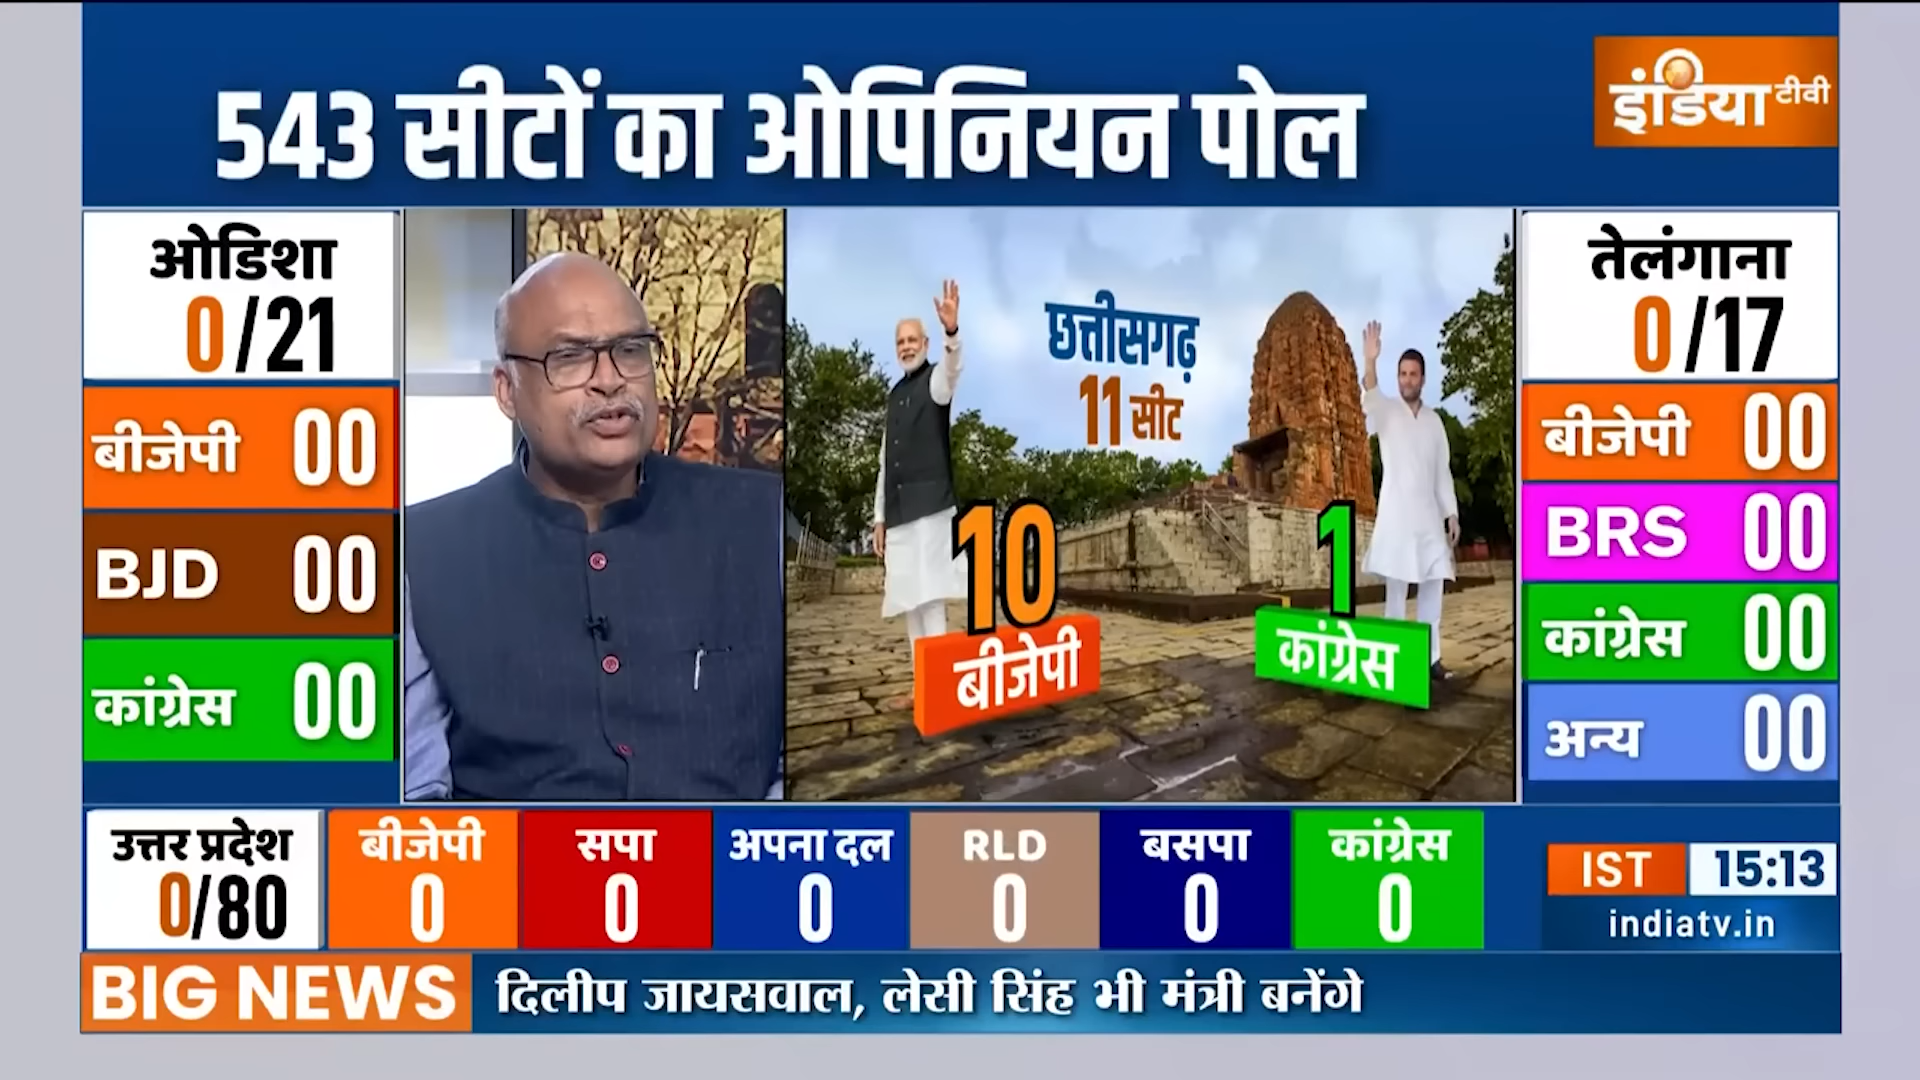 543 सीटों का ओपिनियन पोल
इंडिया टीवी
ओडिशा
0/21
बीजेपी 00
BJD 00
कांग्रेस 00
छत्तीसगढ़
11 सीट
10
बीजेपी
1
कांग्रेस
तेलंगाना
0/17
बीजेपी 00
BRS 00
कांग्रेस 00
अन्य 00
उत्तर प्रदेश
0/80
बीजेपी
0
सपा
0
अपना दल
0
RLD
0
बसपा
0
कांग्रेस
0
IST 15:13
indiatv.in
BIG NEWS दिलीप जायसवाल, लेसी सिंह भी मंत्री बनेंगे